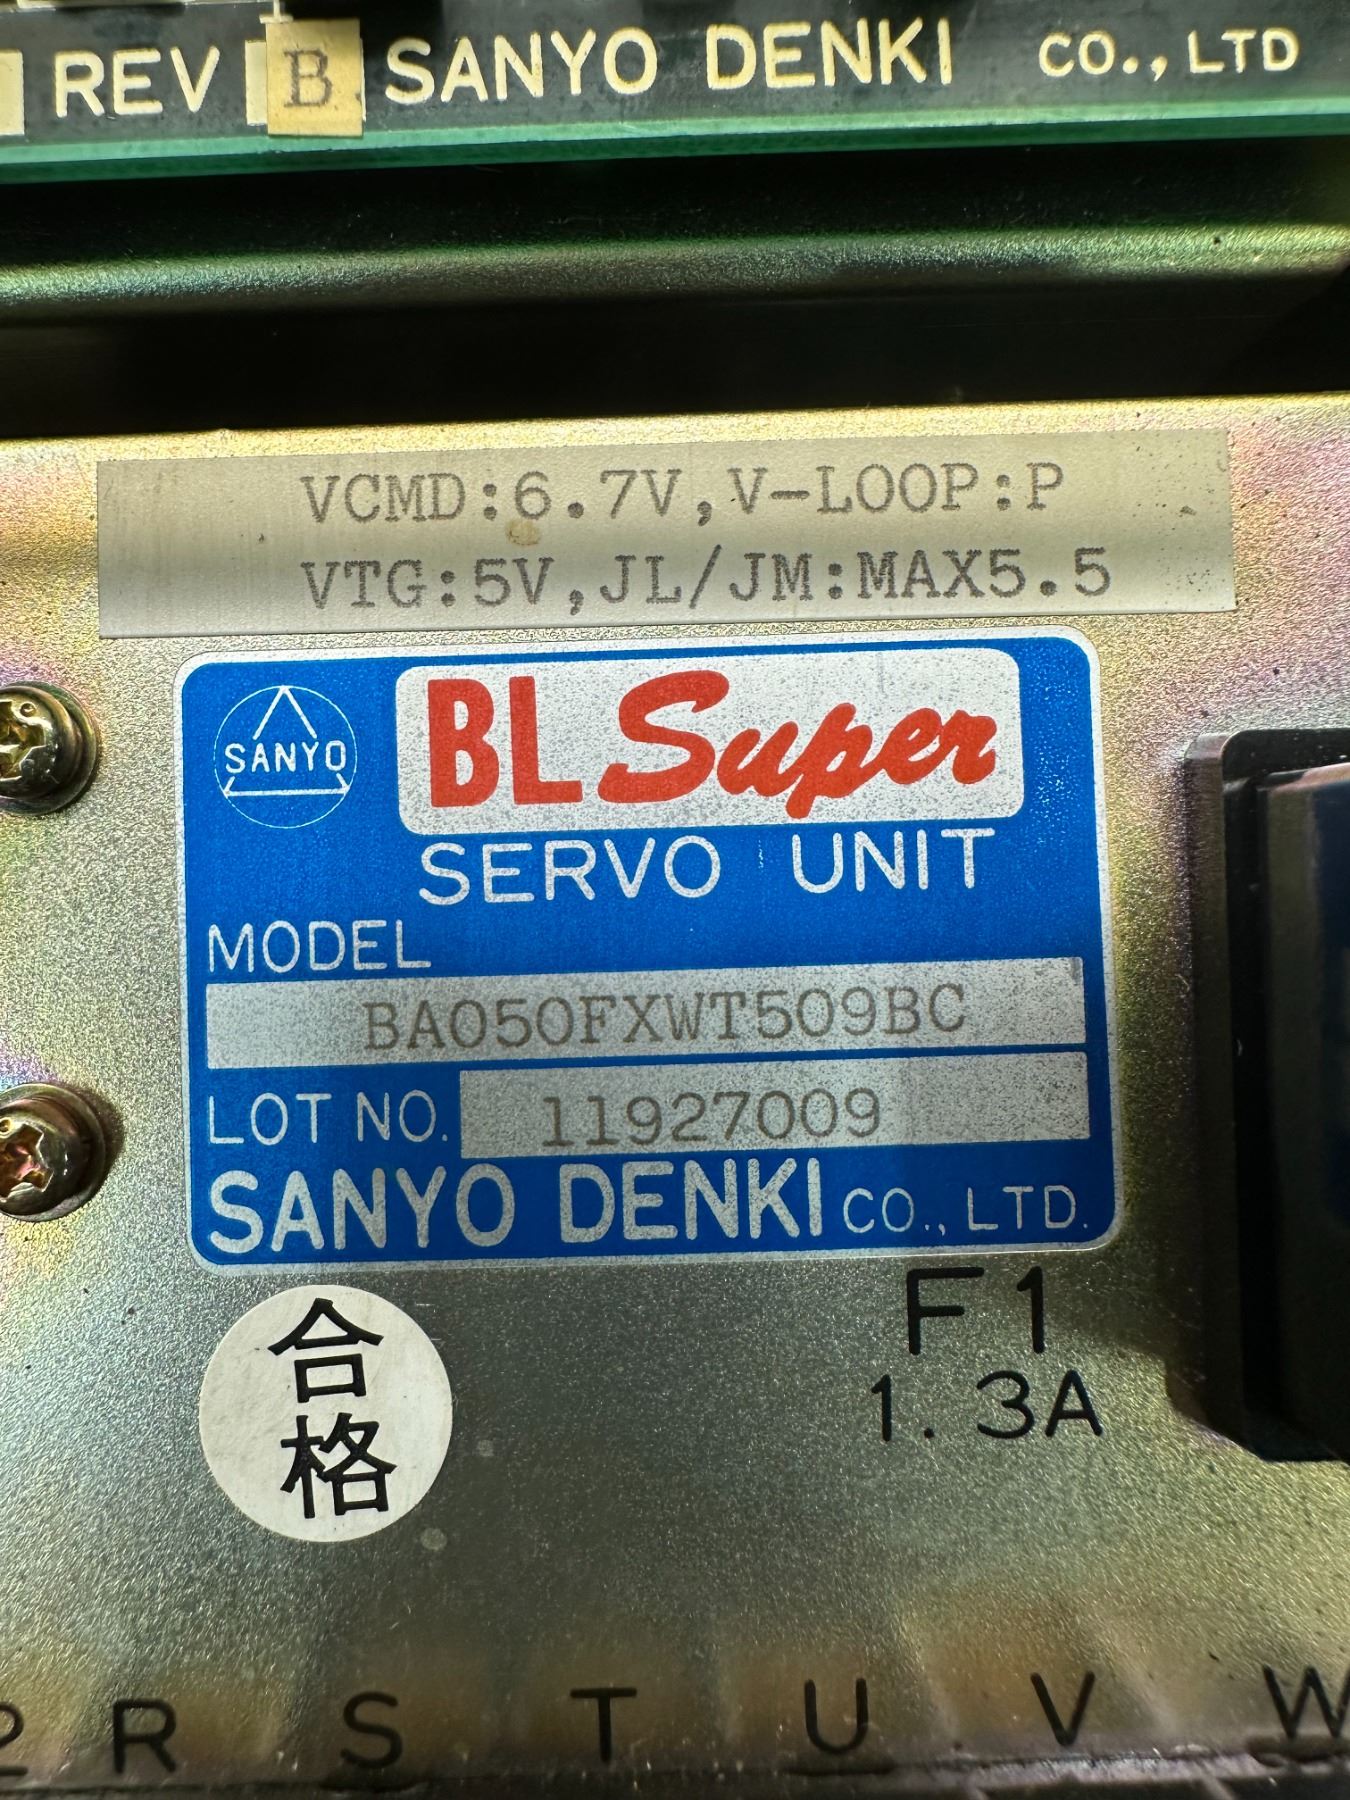 REV B SANYO DENKI CO., LTD
VCMD:6.7V,V-LOOP:P
VTG:5V,JL/JM:MAX5.5
SANYO
BL Super
SERVO UNIT
MODEL
BA050FXWT509BC
LOT NO. 11927009
SANYO DENKI CO., LTD.
合格
F1
1.3A
R S T U V W